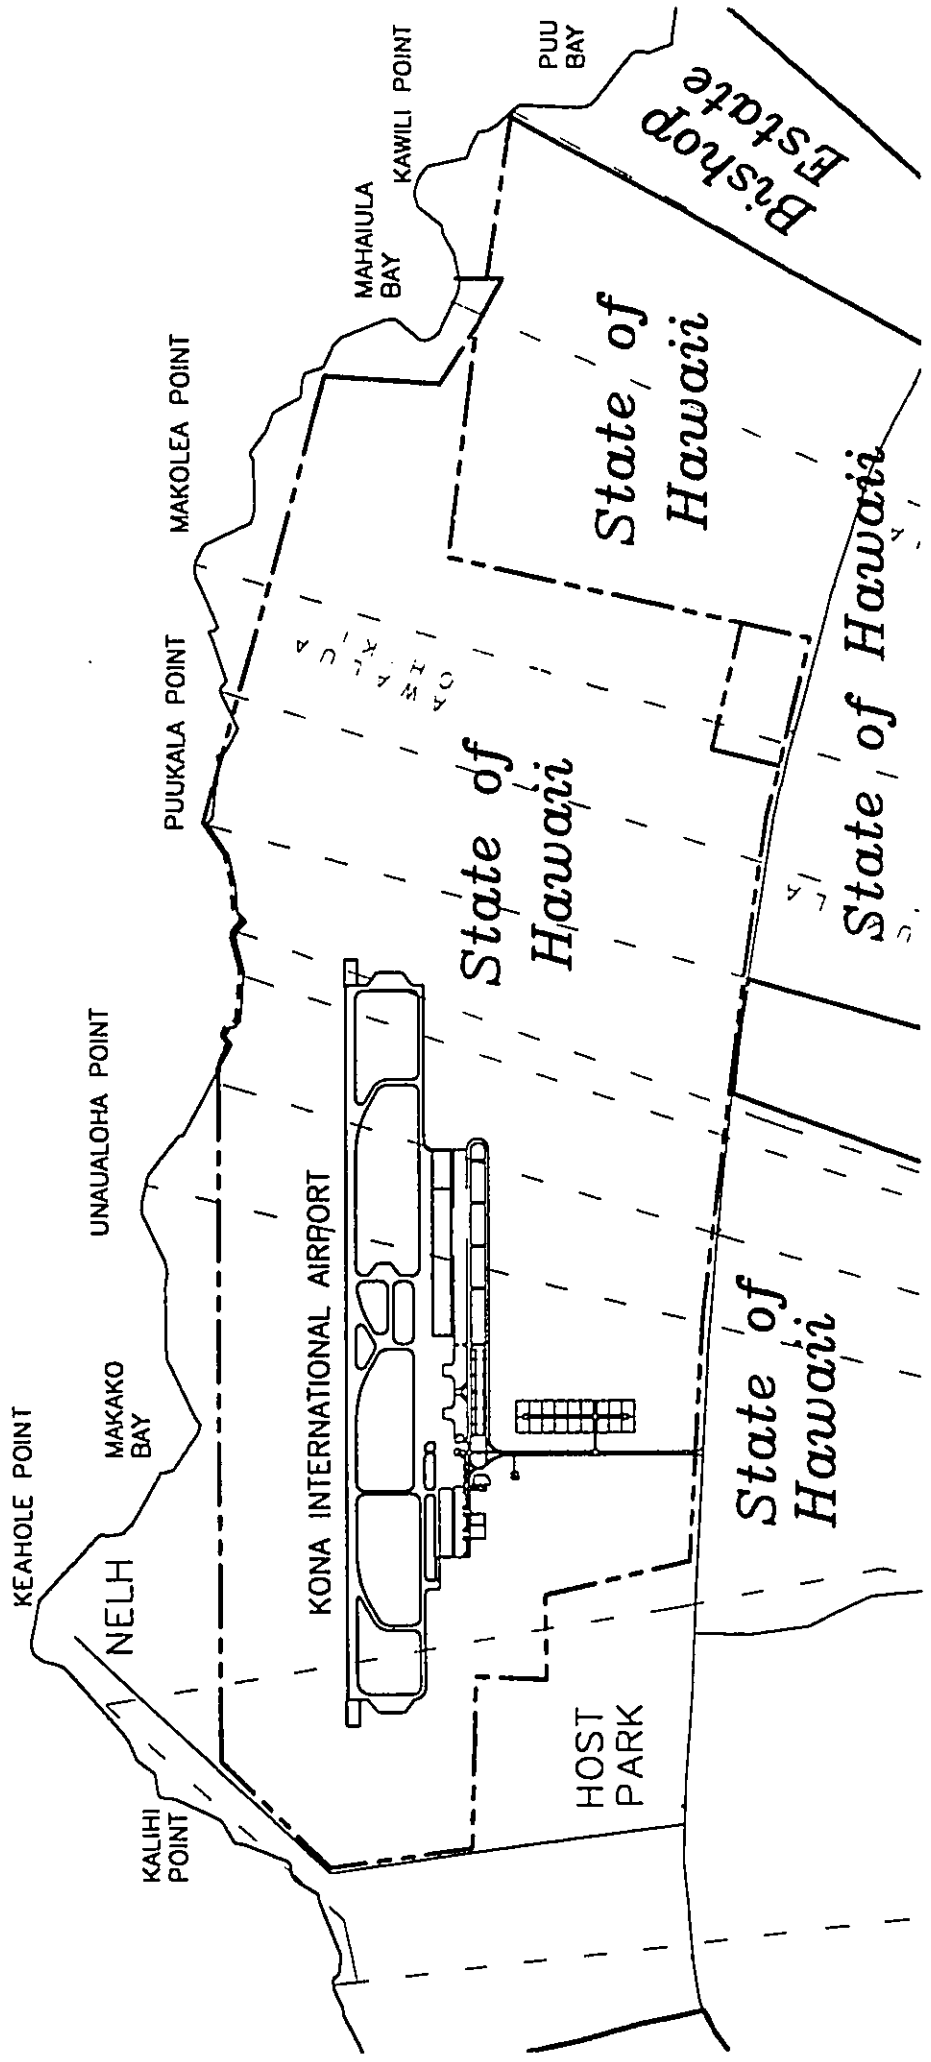 KEAHOLE POINT
NELH
KALIHI
POINT
MAKAKO
BAY
UNAUALOHA POINT
PUUKALA POINT
MAKOLEA POINT
MAHAIULA
BAY
KAWILI POINT
PUU
BAY
KONA INTERNATIONAL AIRPORT
HOST
PARK
AWALUA
OHIKI
State of
Hawaii
State of
Hawaii
State of
Hawaii
State of Hawaii
Bishop
Estate